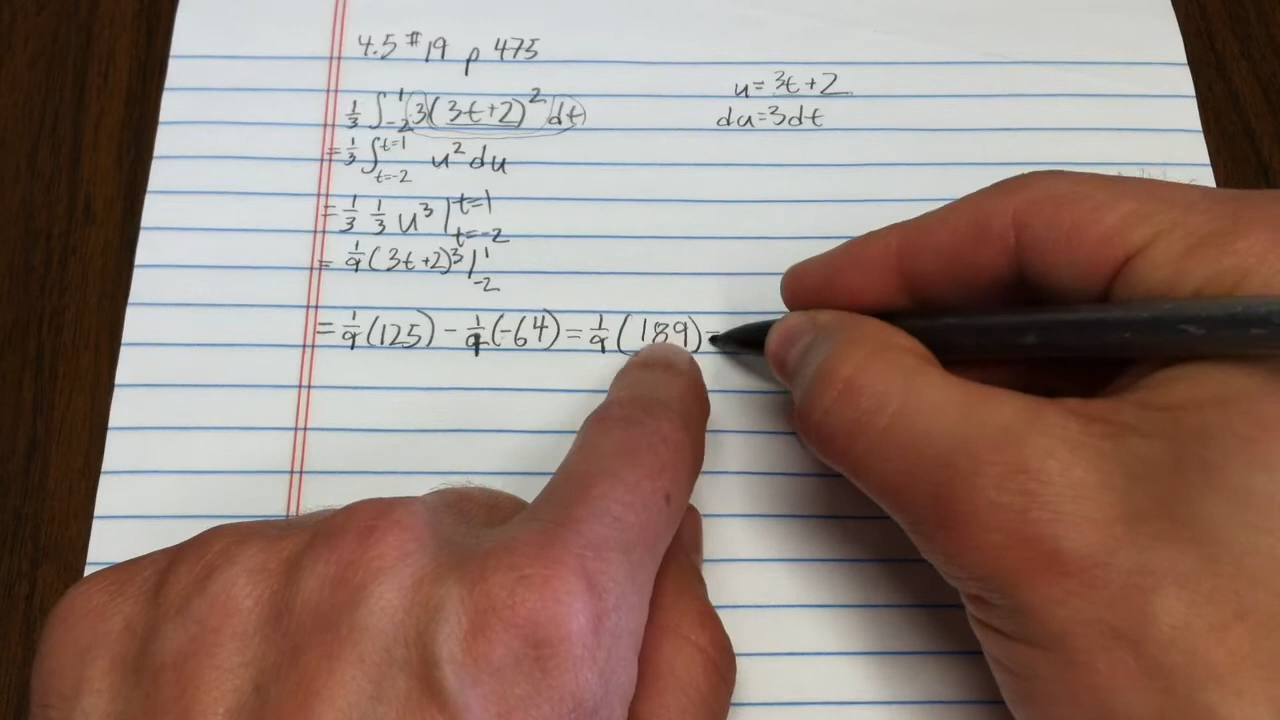 4.5 #19 p 475
u = 3t+2
1/3 ∫_{-2}^{1} 3(3t+2)^2 dt
du = 3dt
= 1/3 ∫_{t=-2}^{t=1} u^2 du
= 1/3 1/3 u^3 |_{t=-2}^{t=1}
= 1/9 (3t+2)^3 |_{-2}^{1}
= 1/9 (125) - 1/9 (-64) = 1/9 (189) =